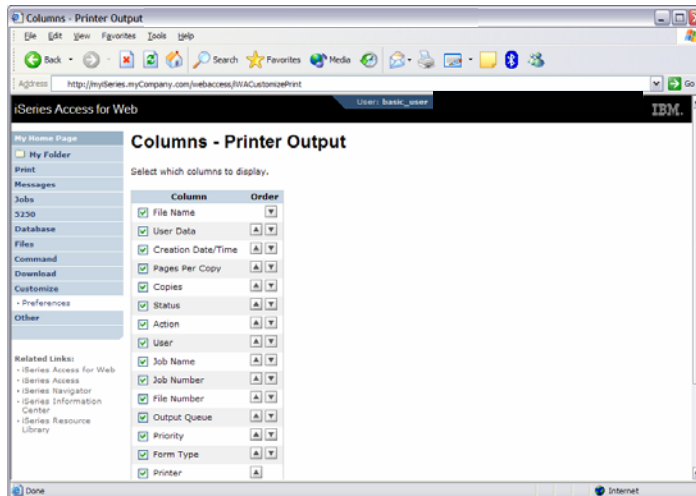 Columns - Printer Output
File Edit View Favorites Tools Help
Back Search Favorites Media
Address http://myiSeries.myCompany.com/webaccess/iWACustomizePrint Go
iSeries Access for Web User: basic_user IBM.
My Home Page
My Folder
Print
Messages
Jobs
5250
Database
Files
Command
Download
Customize
• Preferences
Other
Related Links:
• iSeries Access for Web
• iSeries Access
• iSeries Navigator
• iSeries Information
Center
• iSeries Resource
Library
Columns - Printer Output
Select which columns to display.
Column Order
File Name
User Data
Creation Date/Time
Pages Per Copy
Copies
Status
Action
User
Job Name
Job Number
File Number
Output Queue
Priority
Form Type
Printer
Done Internet